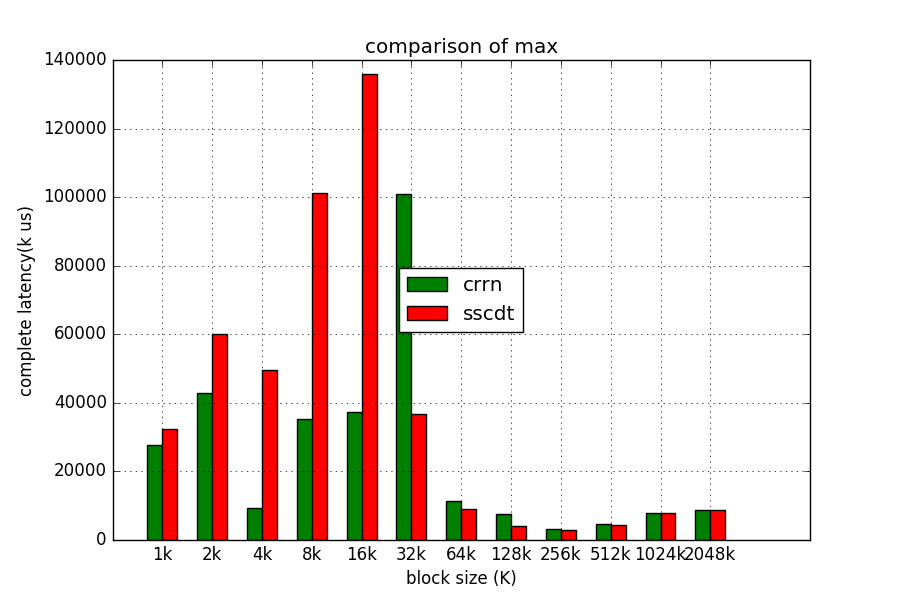 comparison of max
140000
120000
100000
80000
60000
40000
20000
0
complete latency(k us)
crrn
sscdt
1k 2k 4k 8k 16k 32k 64k 128k 256k 512k 1024k 2048k
block size (K)